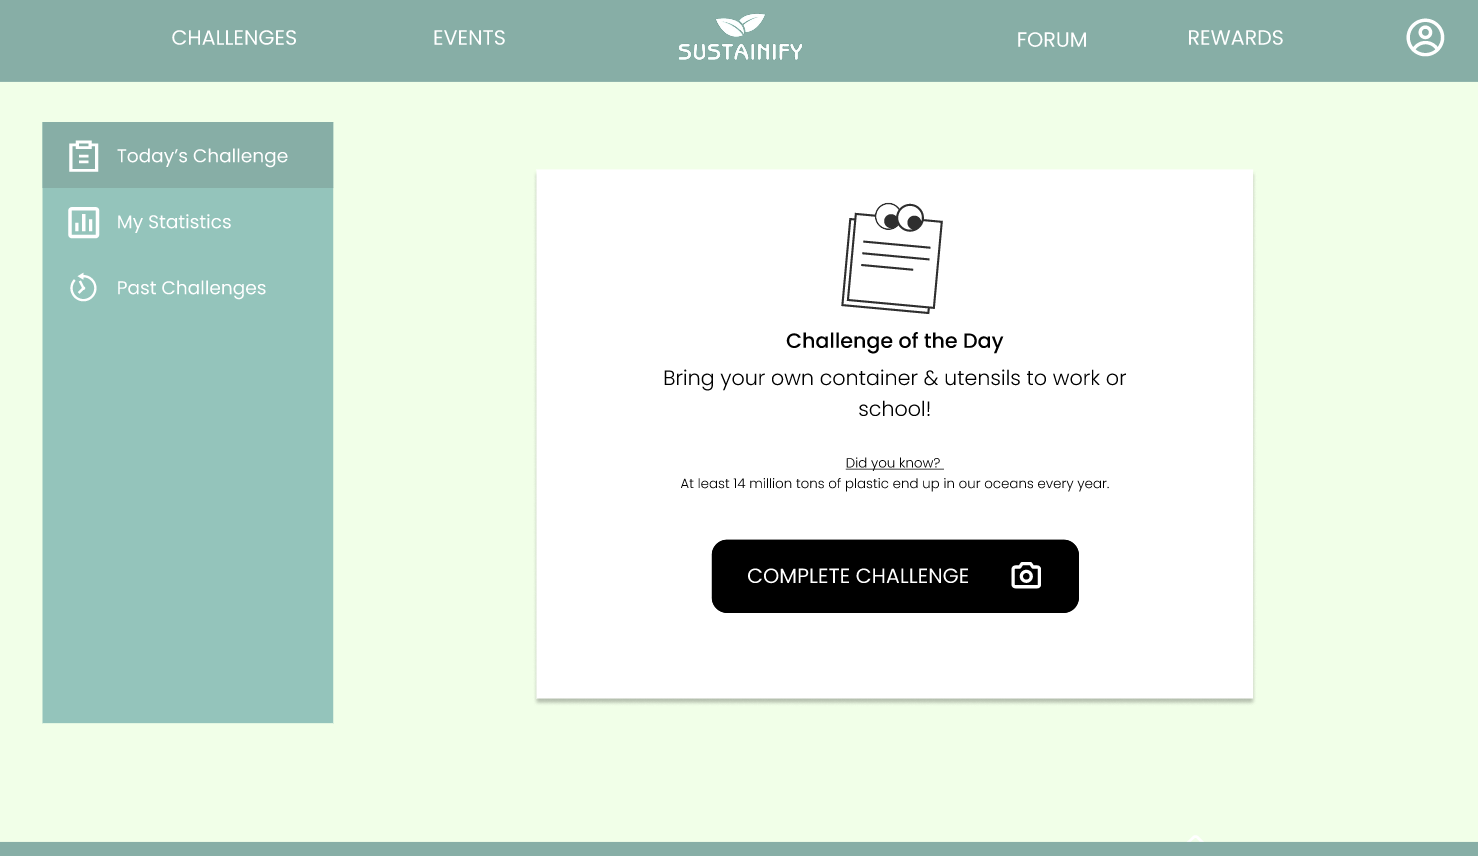 CHALLENGES
EVENTS
SUSTAINIFY
FORUM
REWARDS
Today’s Challenge
My Statistics
Past Challenges
Challenge of the Day
Bring your own container & utensils to work or
school!
Did you know?
At least 14 million tons of plastic end up in our oceans every year.
COMPLETE CHALLENGE